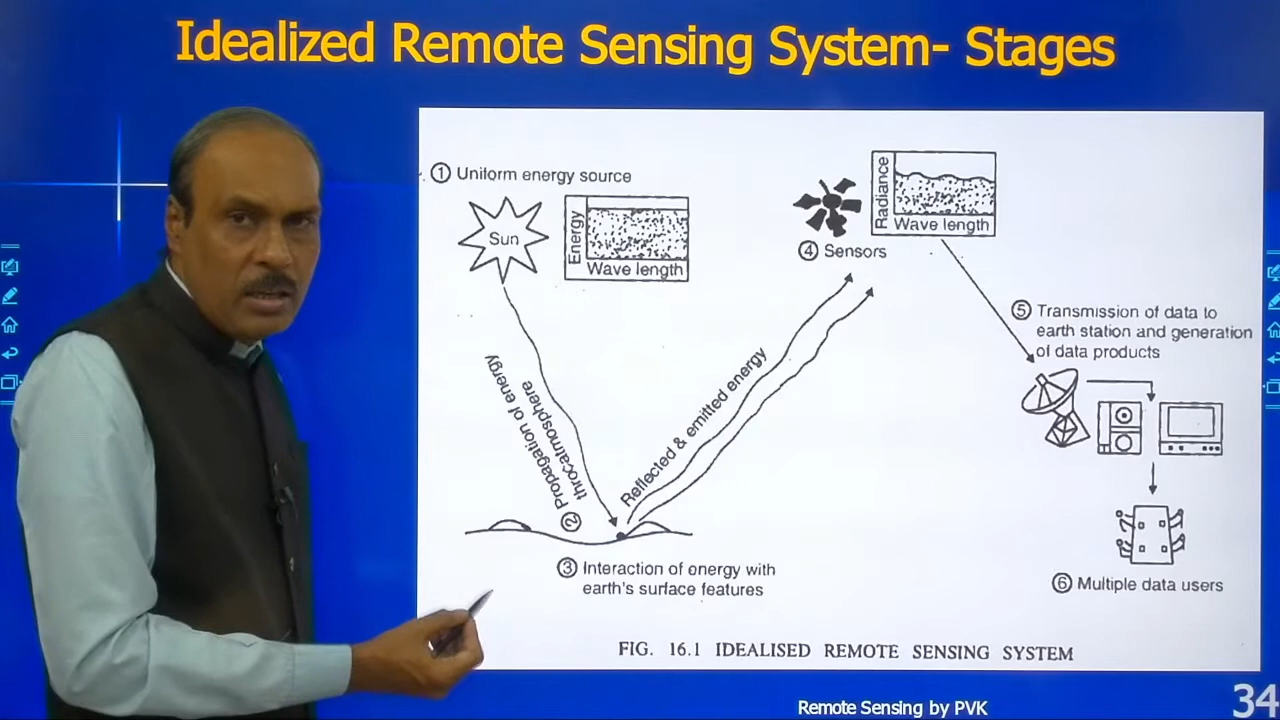 Idealized Remote Sensing System- Stages
① Uniform energy source
Sun
Energy
Wave length
Radiance
Wave length
④ Sensors
② Propagation of energy
throcatmosphere
Reflected & emitted energy
⑤ Transmission of data to
earth station and generation
of data products
③ Interaction of energy with
earth's surface features
⑥ Multiple data users
FIG. 16.1 IDEALISED REMOTE SENSING SYSTEM
Remote Sensing by PVK
34